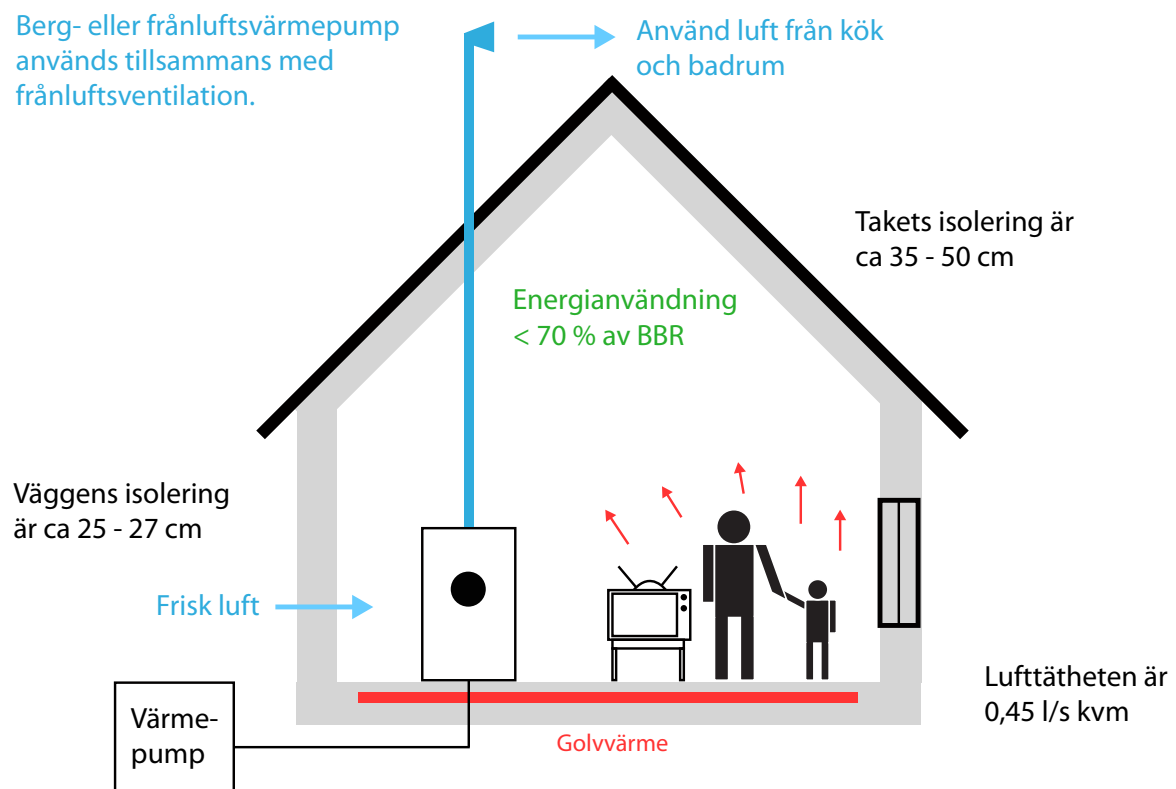 Berg- eller frånluftsvärmepump
används tillsammans med
frånluftsventilation.
Använd luft från kök
och badrum
Takets isolering är
ca 35 - 50 cm
Energianvändning
< 70 % av BBR
Väggens isolering
är ca 25 - 27 cm
Frisk luft
Lufttätheten är
0,45 l/s kvm
Värme-
pump
Golvvärme